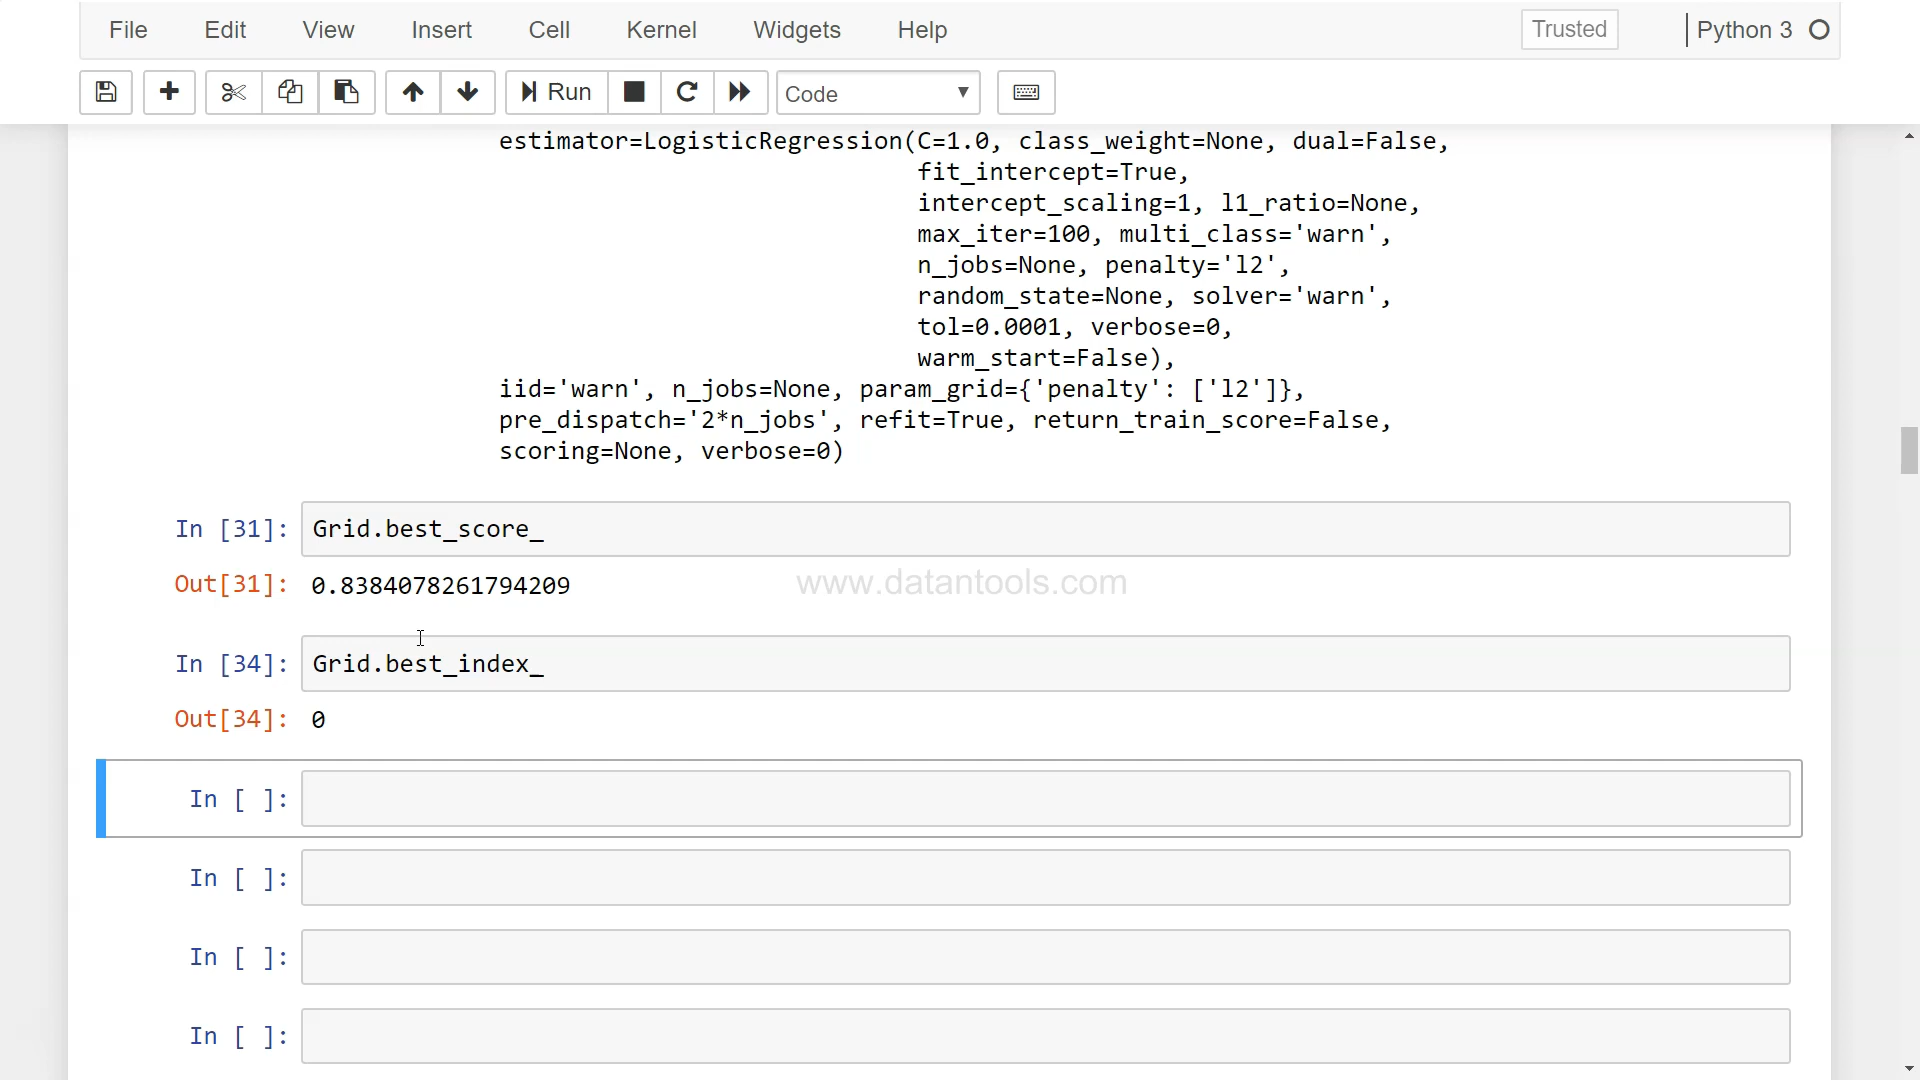 File Edit View Insert Cell Kernel Widgets Help Trusted Python 3
Run Code
estimator=LogisticRegression(C=1.0, class_weight=None, dual=False,
fit_intercept=True,
intercept_scaling=1, l1_ratio=None,
max_iter=100, multi_class='warn',
n_jobs=None, penalty='l2',
random_state=None, solver='warn',
tol=0.0001, verbose=0,
warm_start=False),
iid='warn', n_jobs=None, param_grid={'penalty': ['l2']},
pre_dispatch='2*n_jobs', refit=True, return_train_score=False,
scoring=None, verbose=0)
In [31]: Grid.best_score_
Out[31]: 0.8384078261794209
www.datantools.com
In [34]: Grid.best_index_
Out[34]: 0
In [ ]:
In [ ]:
In [ ]:
In [ ]: